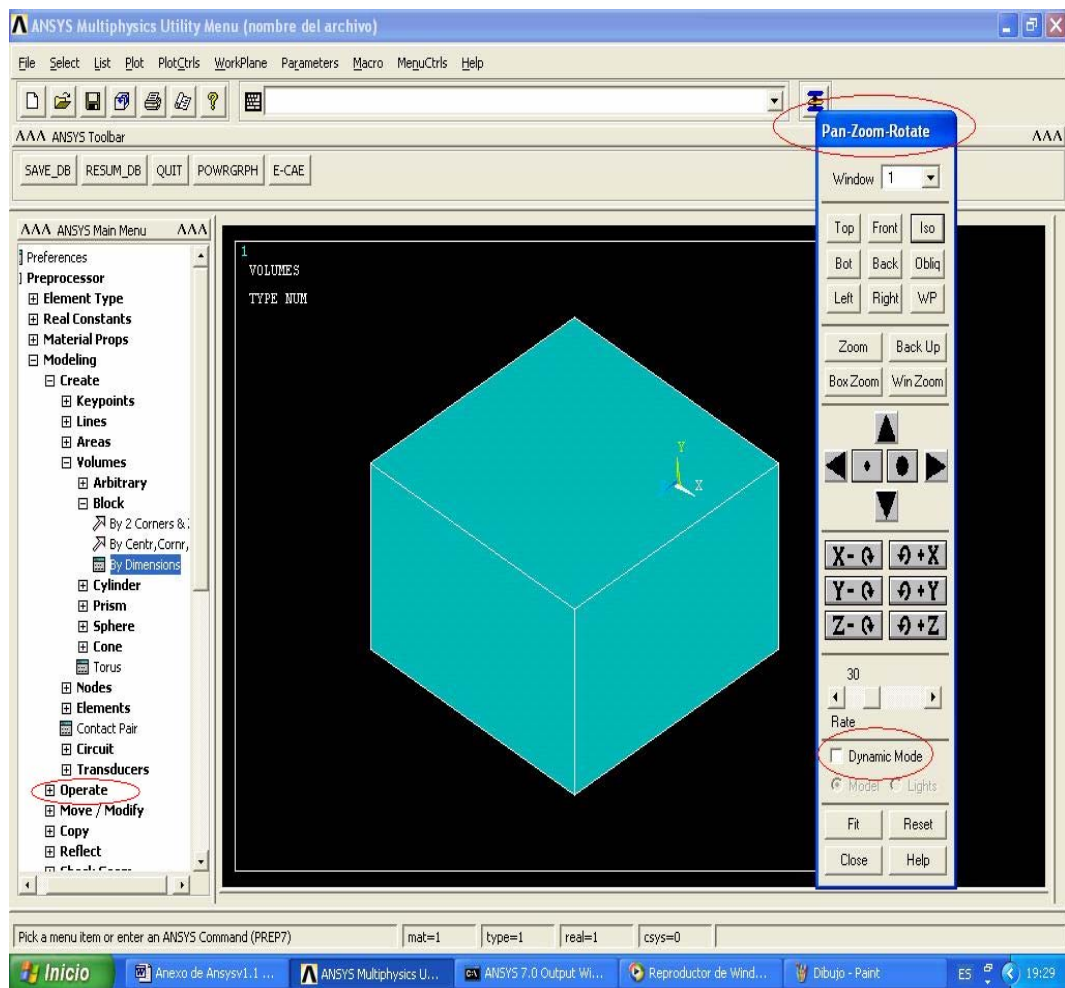 ANSYS Multiphysics Utility Menu (nombre del archivo)
File Select List Plot PlotCtrls WorkPlane Parameters Macro MenuCtrls Help
ANSYS Toolbar
SAVE_DB RESUM_DB QUIT POWRGRPH E-CAE
ANSYS Main Menu
Preferences
Preprocessor
Element Type
Real Constants
Material Props
Modeling
Create
Keypoints
Lines
Areas
Volumes
Arbitrary
Block
By 2 Corners &
By Centr,Cornr,
By Dimensions
Cylinder
Prism
Sphere
Cone
Torus
Nodes
Elements
Contact Pair
Circuit
Transducers
Operate
Move / Modify
Copy
Reflect
1
VOLUMES
TYPE NUM
Y
X
Pan-Zoom-Rotate
Window 1
Top Front Iso
Bot Back Obliq
Left Right WP
Zoom Back Up
Box Zoom Win Zoom
X- +X
Y- +Y
Z- +Z
30
Rate
Dynamic Mode
Model Lights
Fit Reset
Close Help
Pick a menu item or enter an ANSYS Command (PREP7) mat=1 type=1 real=1 csys=0
Inicio Anexo de Ansysv1.1 ... ANSYS Multiphysics U... ANSYS 7.0 Output Wi... Reproductor de Wind... Dibujo - Paint ES 19:29